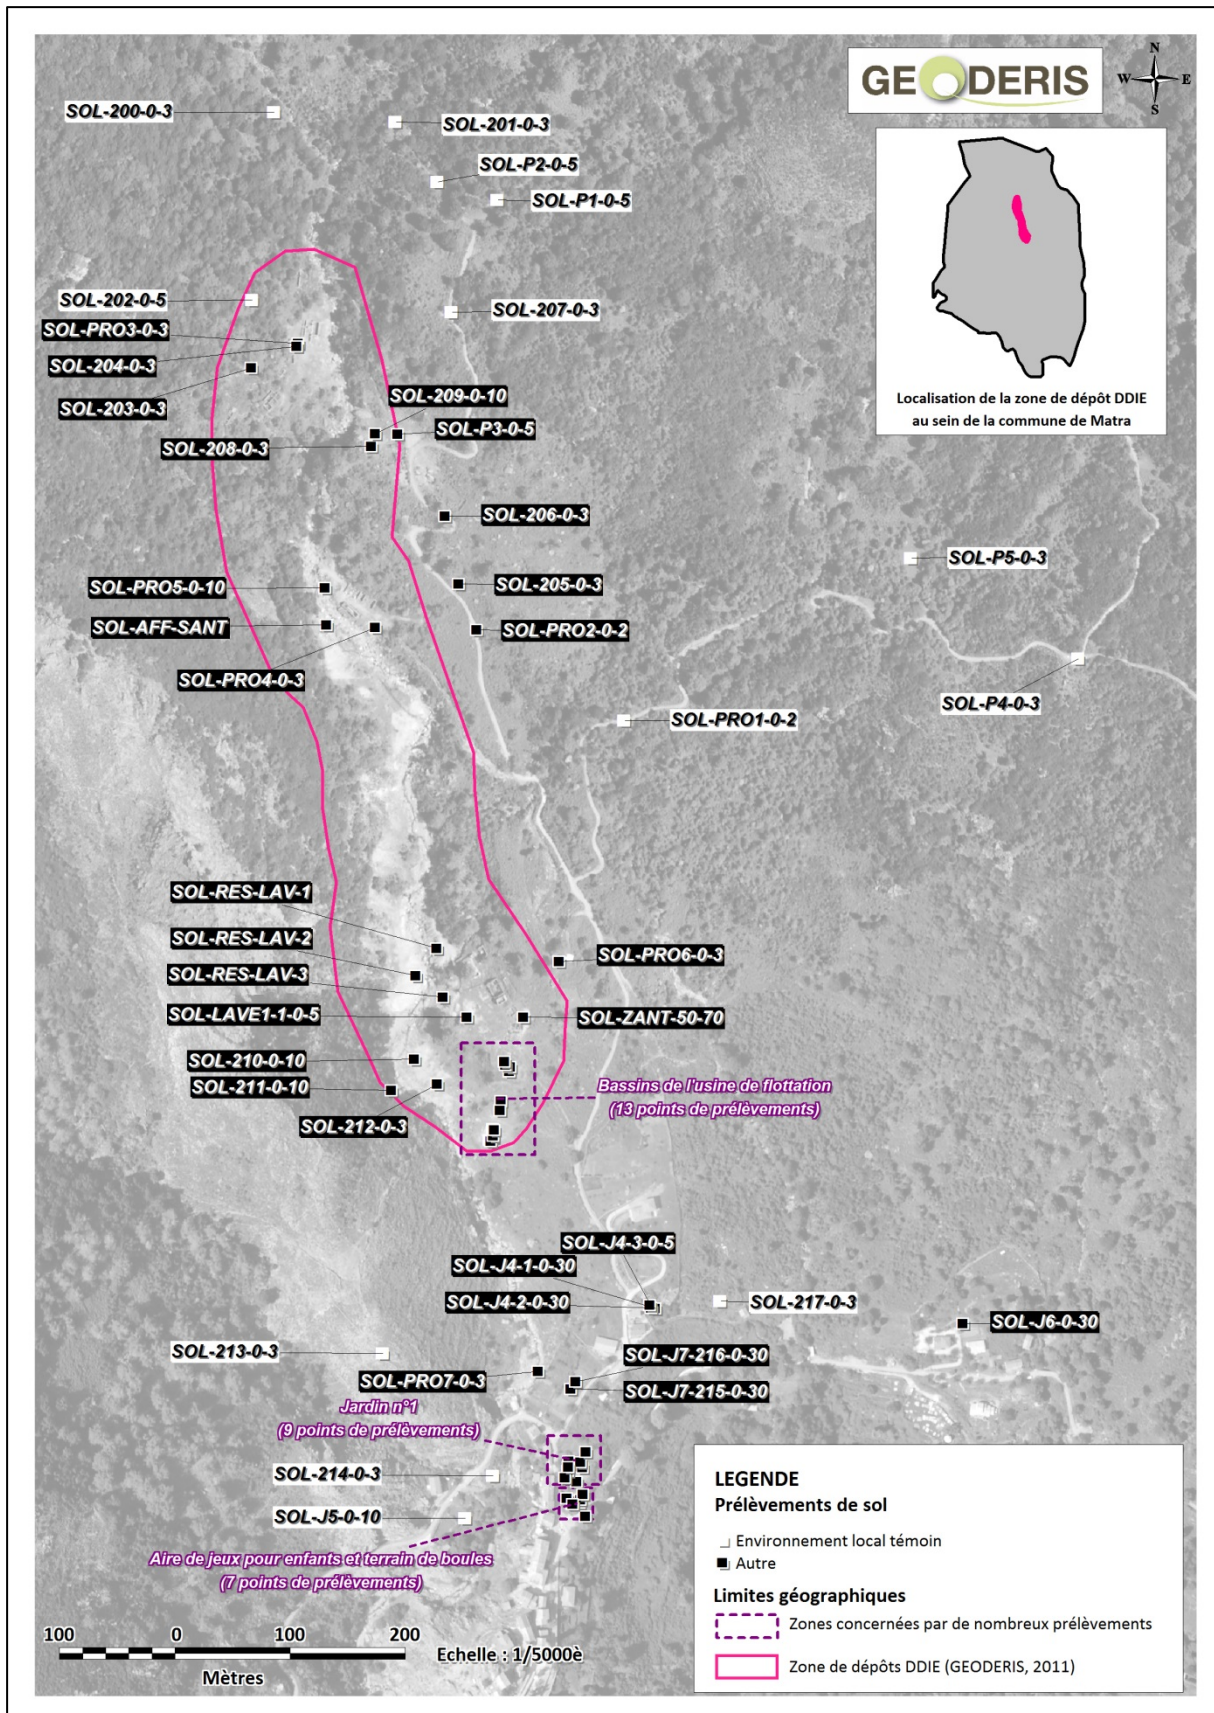 GEODERIS
N
W
E
S
SOL-200-0-3
SOL-201-0-3
SOL-P2-0-5
SOL-P1-0-5
SOL-202-0-5
SOL-207-0-3
SOL-PRO3-0-3
SOL-204-0-3
SOL-203-0-3
SOL-209-0-10
SOL-P3-0-5
SOL-208-0-3
Localisation de la zone de dépôt DDIE
au sein de la commune de Matra
SOL-206-0-3
SOL-P5-0-3
SOL-PRO5-0-10
SOL-205-0-3
SOL-AFF-SANT
SOL-PRO2-0-2
SOL-PRO4-0-3
SOL-P4-0-3
SOL-PRO1-0-2
SOL-RES-LAV-1
SOL-RES-LAV-2
SOL-PRO6-0-3
SOL-RES-LAV-3
SOL-LAVE1-1-0-5
SOL-ZANT-50-70
SOL-210-0-10
SOL-211-0-10
Bassins de l'usine de flottation
(13 points de prélèvements)
SOL-212-0-3
SOL-J4-3-0-5
SOL-J4-1-0-30
SOL-J4-2-0-30
SOL-217-0-3
SOL-J6-0-30
SOL-213-0-3
SOL-J7-216-0-30
SOL-PRO7-0-3
SOL-J7-215-0-30
Jardin n°1
(9 points de prélèvements)
SOL-214-0-3
SOL-J5-0-10
Aire de jeux pour enfants et terrain de boules
(7 points de prélèvements)
LEGENDE
Prélèvements de sol
Environnement local témoin
Autre
Limites géographiques
Zones concernées par de nombreux prélèvements
Zone de dépôts DDIE (GEODERIS, 2011)
100 0 100 200
Mètres
Echelle : 1/5000è